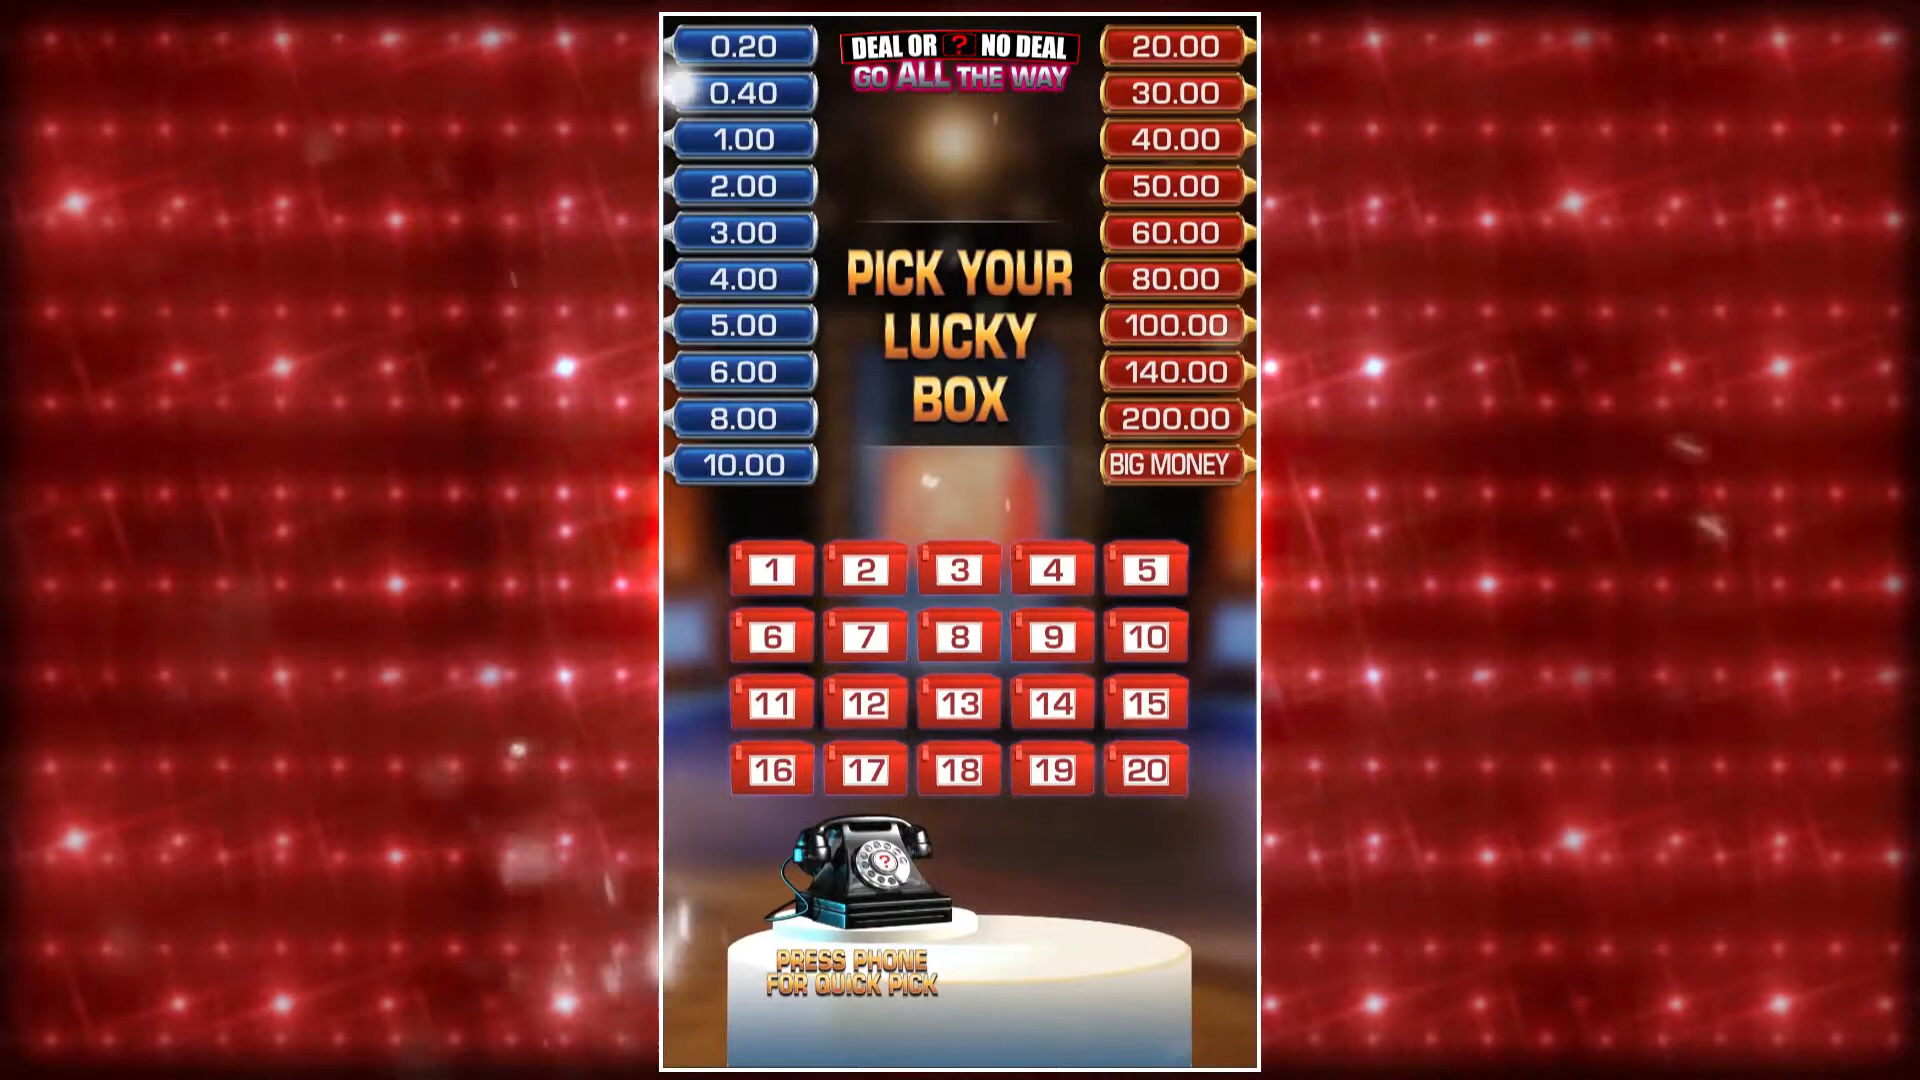 DEAL OR ? NO DEAL
GO ALL THE WAY
0.20
0.40
1.00
2.00
3.00
4.00
5.00
6.00
8.00
10.00
20.00
30.00
40.00
50.00
60.00
80.00
100.00
140.00
200.00
BIG MONEY
PICK YOUR
LUCKY
BOX
1 2 3 4 5
6 7 8 9 10
11 12 13 14 15
16 17 18 19 20
?
PRESS PHONE
FOR QUICK PICK